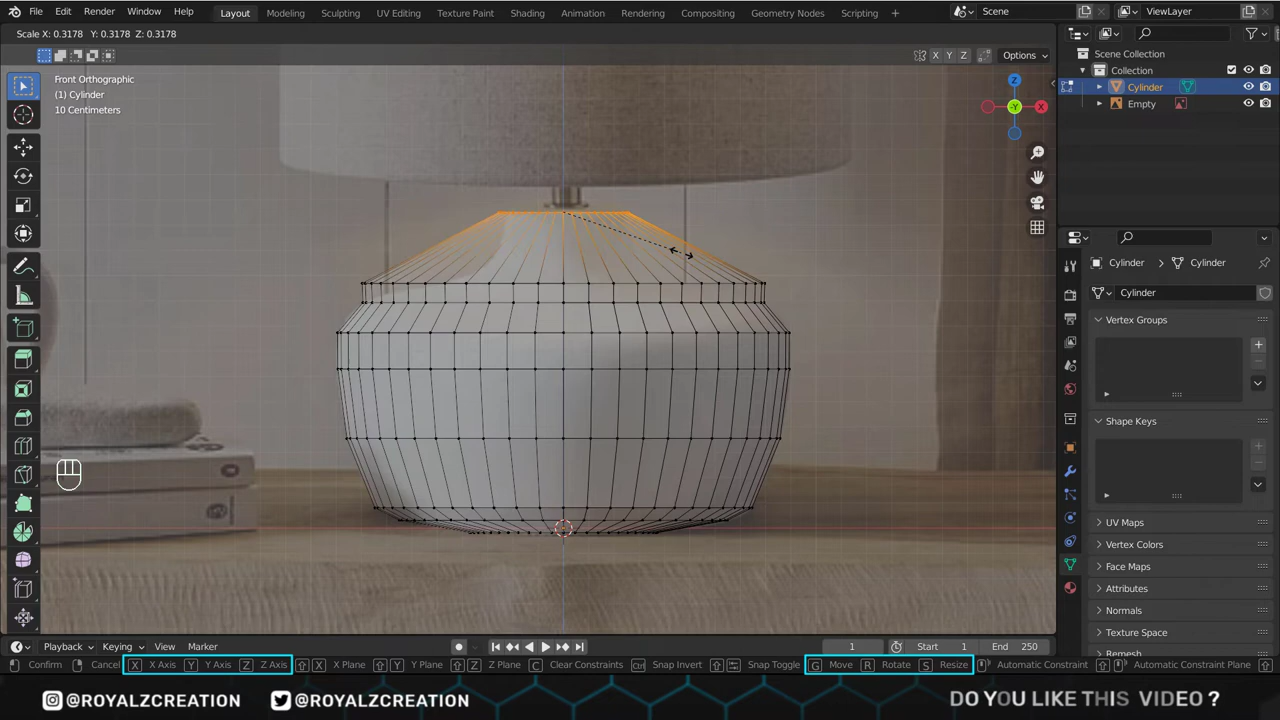 File Edit Render Window Help Layout Modeling Sculpting UV Editing Texture Paint Shading Animation Rendering Compositing Geometry Nodes Scripting + Scene ViewLayer
Scale X: 0.3178 Y: 0.3178 Z: 0.3178
X Y Z Options
Front Orthographic
(1) Cylinder
10 Centimeters
Z
Y X
Scene Collection
Collection
Cylinder
Empty
Cylinder Cylinder
Cylinder
Vertex Groups
Shape Keys
UV Maps
Vertex Colors
Face Maps
Attributes
Normals
Texture Space
Remesh
Playback Keying View Marker 1 Start 1 End 250
Confirm Cancel X X Axis Y Y Axis Z Z Axis X X Plane Y Y Plane Z Z Plane C Clear Constraints Ctrl Snap Invert Snap Toggle G Move R Rotate S Resize Automatic Constraint Automatic Constraint Plane
@ROYALZCREATION @ROYALZCREATION DO YOU LIKE THIS VIDEO ?